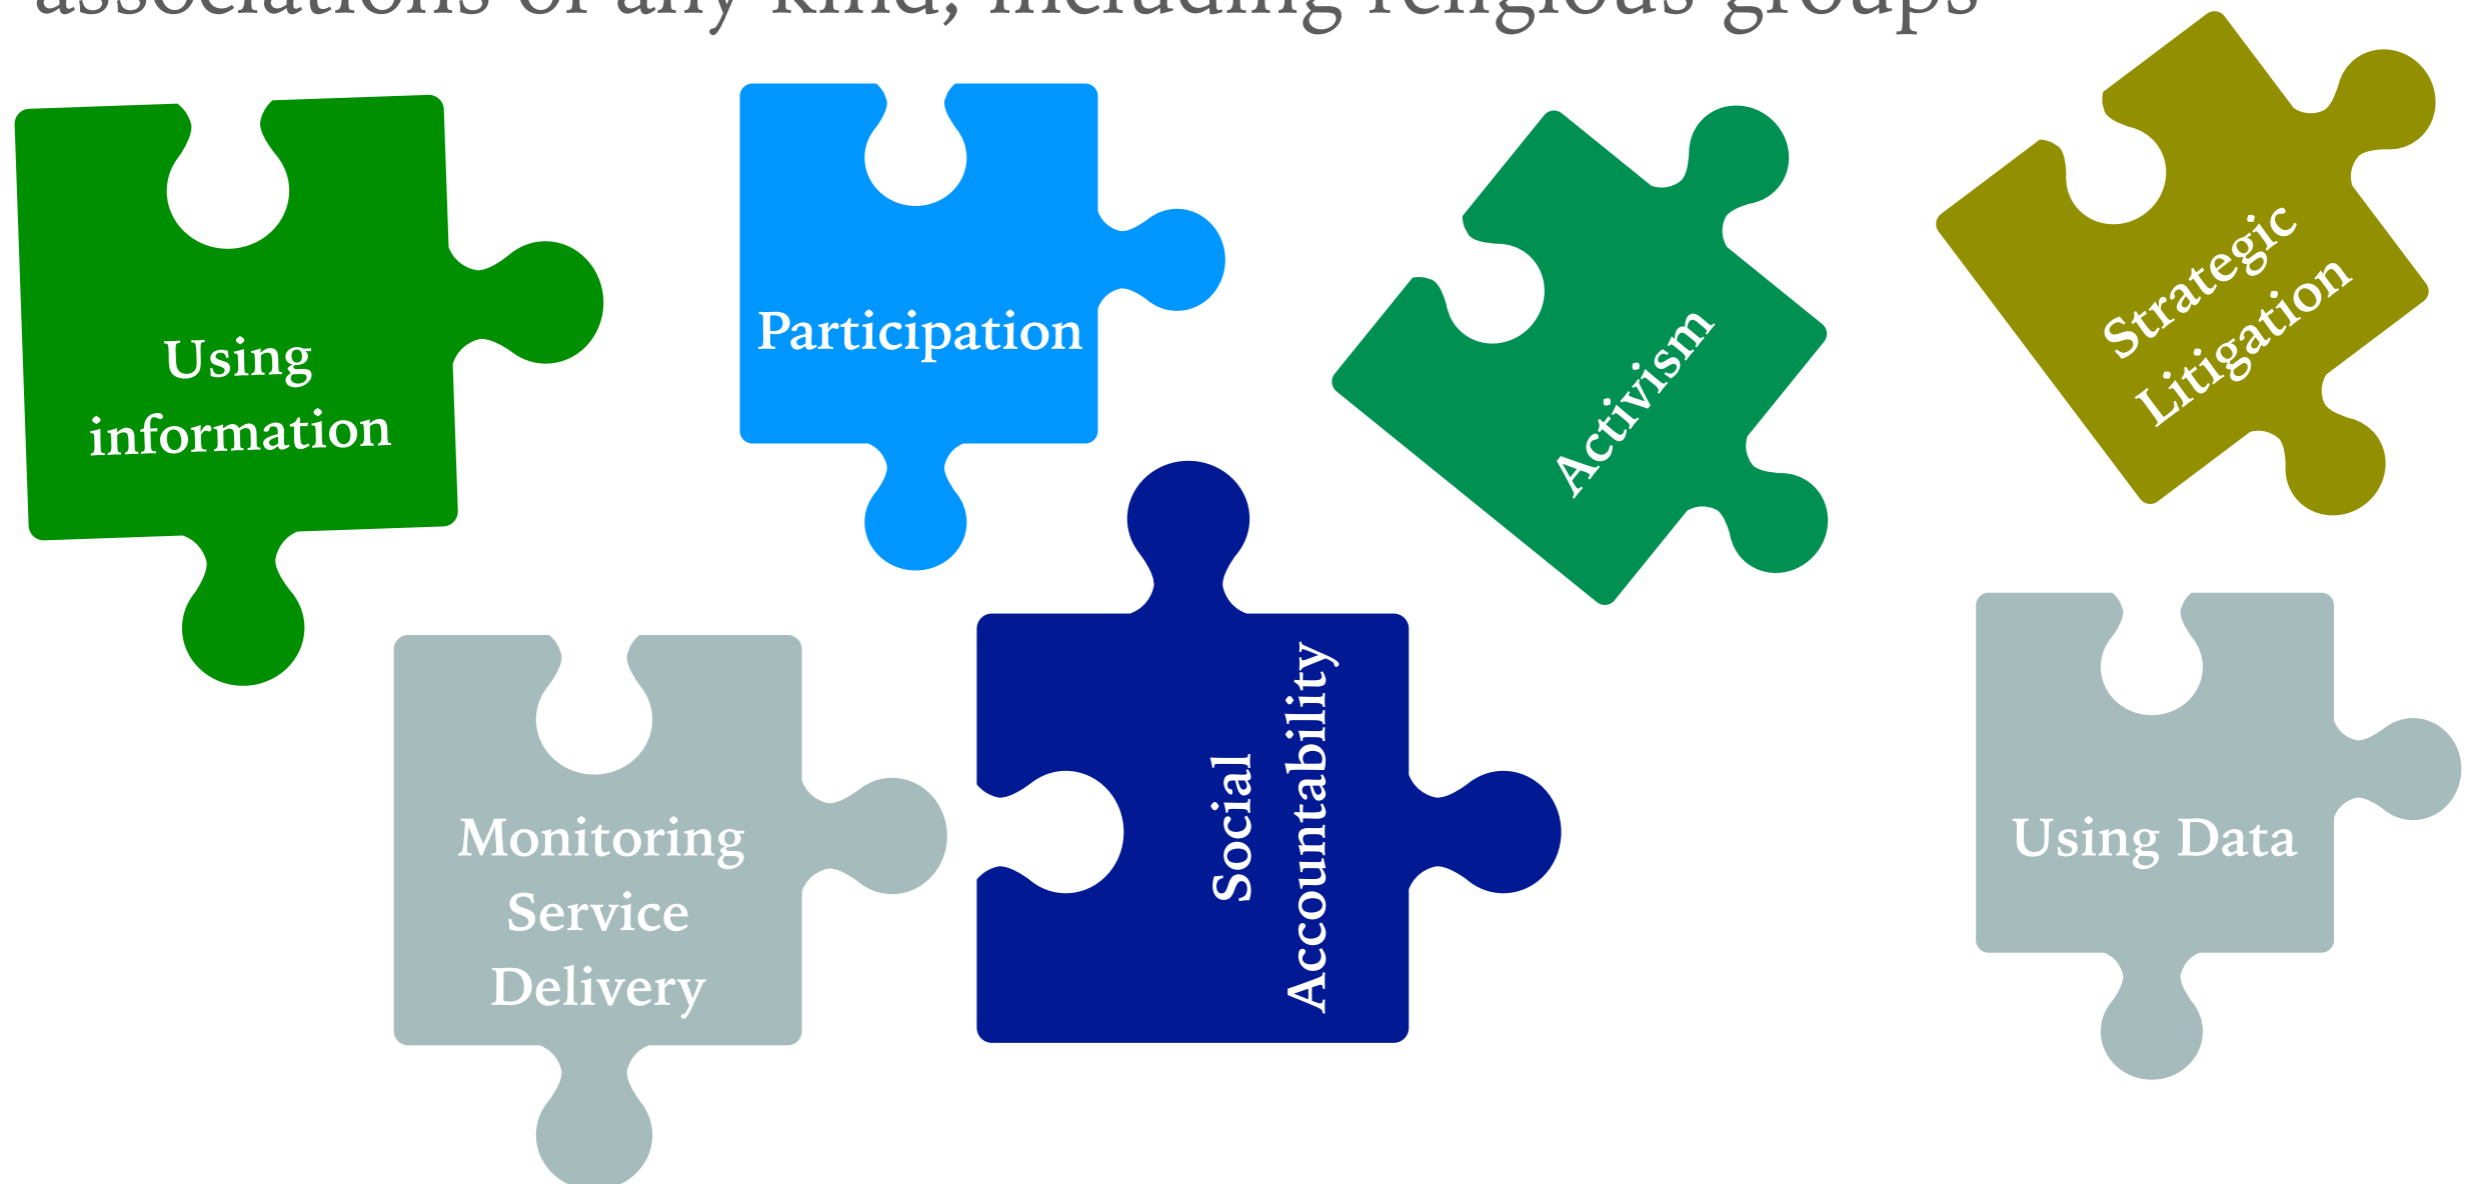 associations of any kind, including religious groups
Using
information
Participation
Activism
Strategic
Litigation
Monitoring
Service
Delivery
Social
Accountability
Using Data